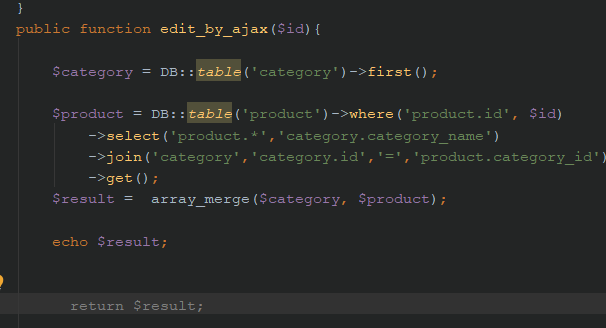 }
public function edit_by_ajax($id){
$category = DB::table('category')->first();
$product = DB::table('product')->where('product.id', $id)
->select('product.*','category.category_name')
->join('category','category.id','=','product.category_id')
->get();
$result =  array_merge($category, $product);
echo $result;
return $result;